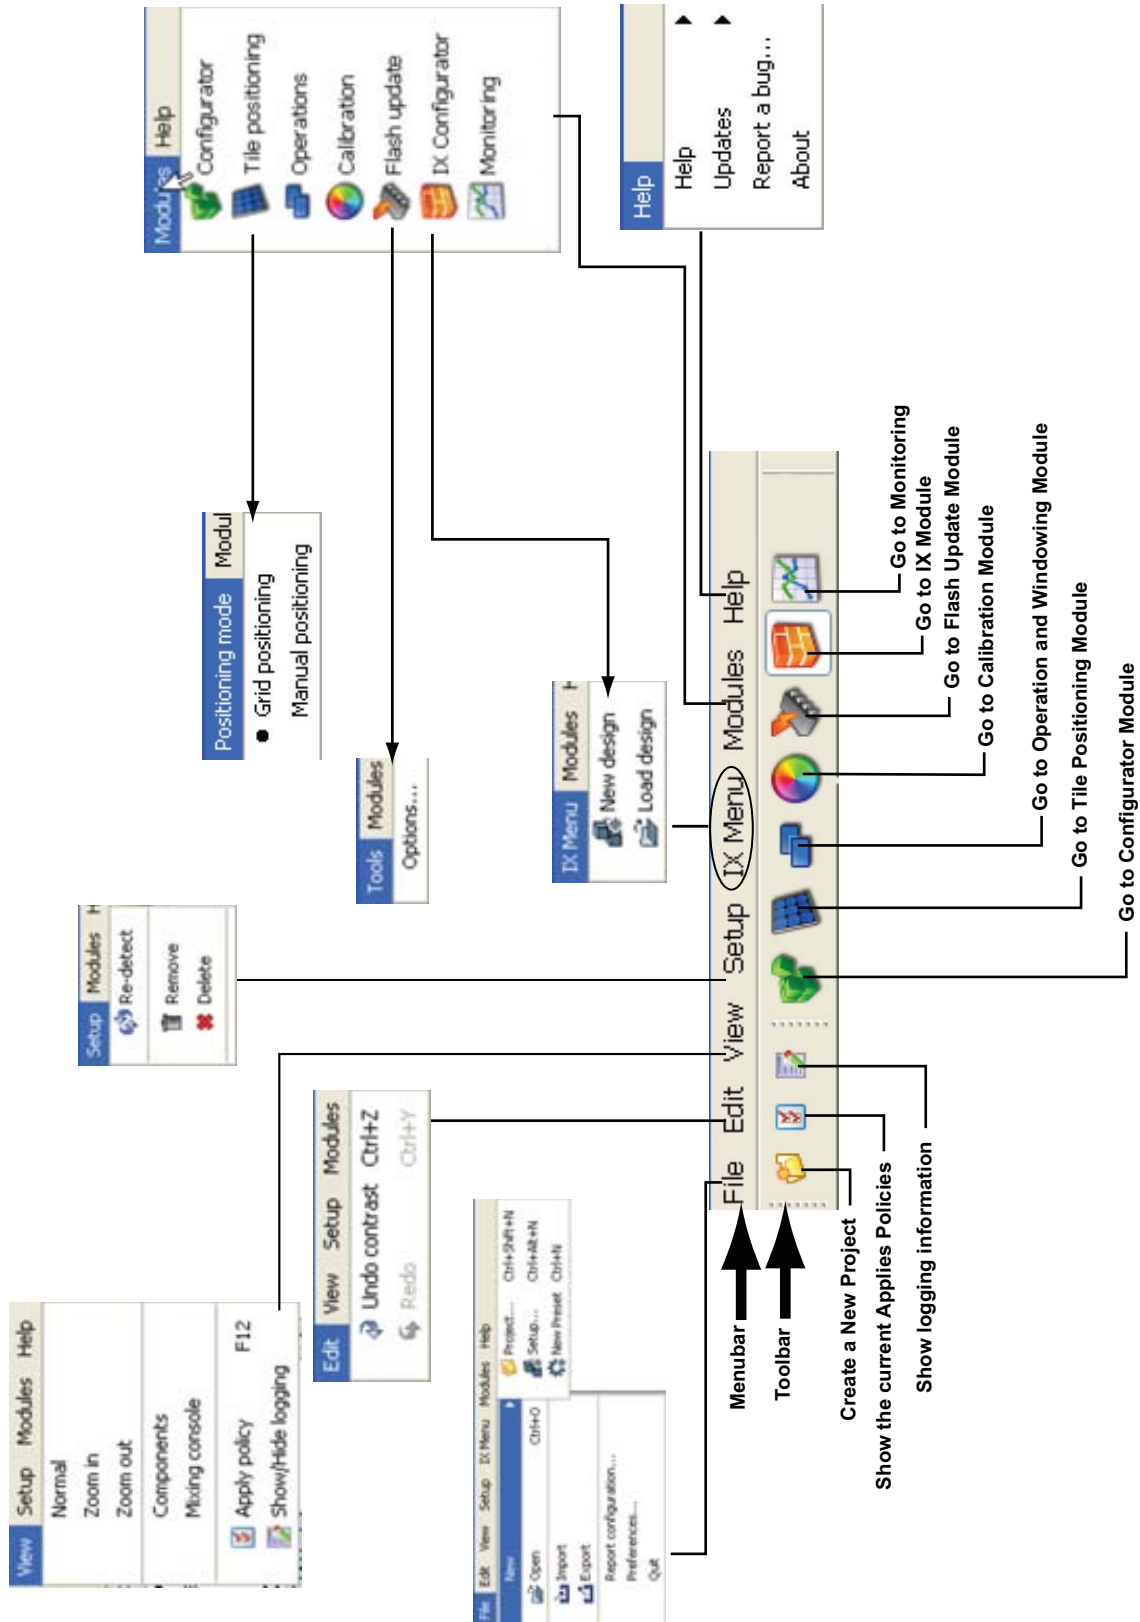 View Setup Modules Help
Normal
Zoom in
Zoom out
Components
Mixing console
Apply policy F12
Show/Hide logging
Setup Modules H
Re-detect
Remove
Delete
Positioning mode Modul
Grid positioning
Manual positioning
Modules Help
Configurator
Tile positioning
Operations
Calibration
Flash update
IX Configurator
Monitoring
Edit View Setup Modules
Undo contrast Ctrl+Z
Redo Ctrl+Y
Tools Modules
Options...
File Edit View Setup IX Menu Modules Help
New
Project... Ctrl+Shift+N
Open Ctrl+O
Setup... Ctrl+Alt+N
Import
New Preset Ctrl+N
Export
Report configuration...
Preferences...
Quit
IX Menu Modules H
New design
Load design
Help
Help
Updates
Report a bug...
About
Menubar
File Edit View Setup IX Menu Modules Help
Toolbar
Create a New Project
Show the current Applies Policies
Show logging information
Go to Monitoring
Go to IX Module
Go to Flash Update Module
Go to Calibration Module
Go to Operation and Windowing Module
Go to Tile Positioning Module
Go to Configurator Module